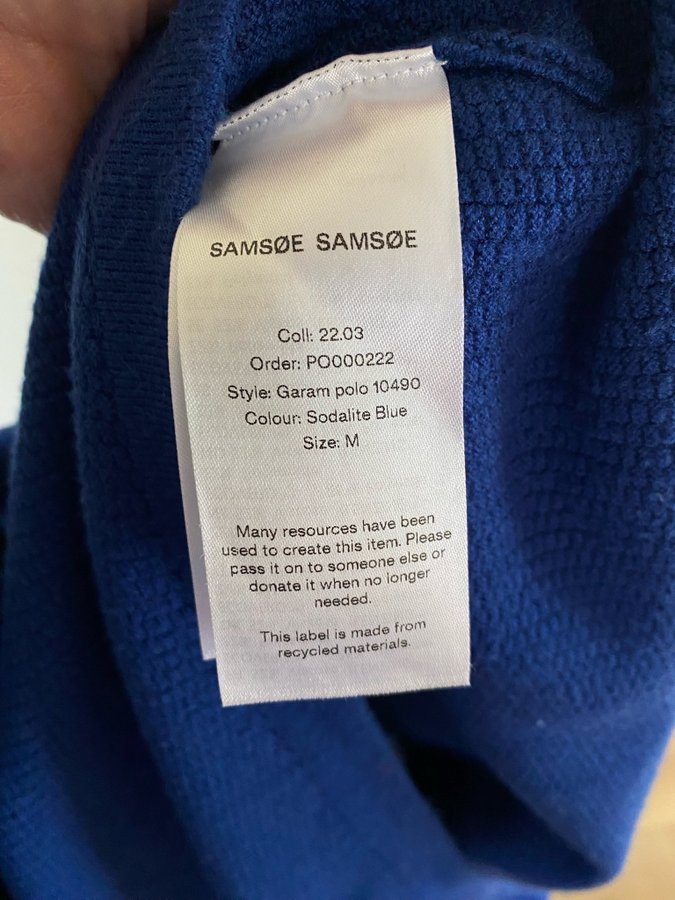 SAMSØE SAMSØE
Coll: 22.03
Order: PO000222
Style: Garam polo 10490
Colour: Sodalite Blue
Size: M
Many resources have been
used to create this item. Please
pass it on to someone else or
donate it when no longer
needed.
This label is made from
recycled materials.